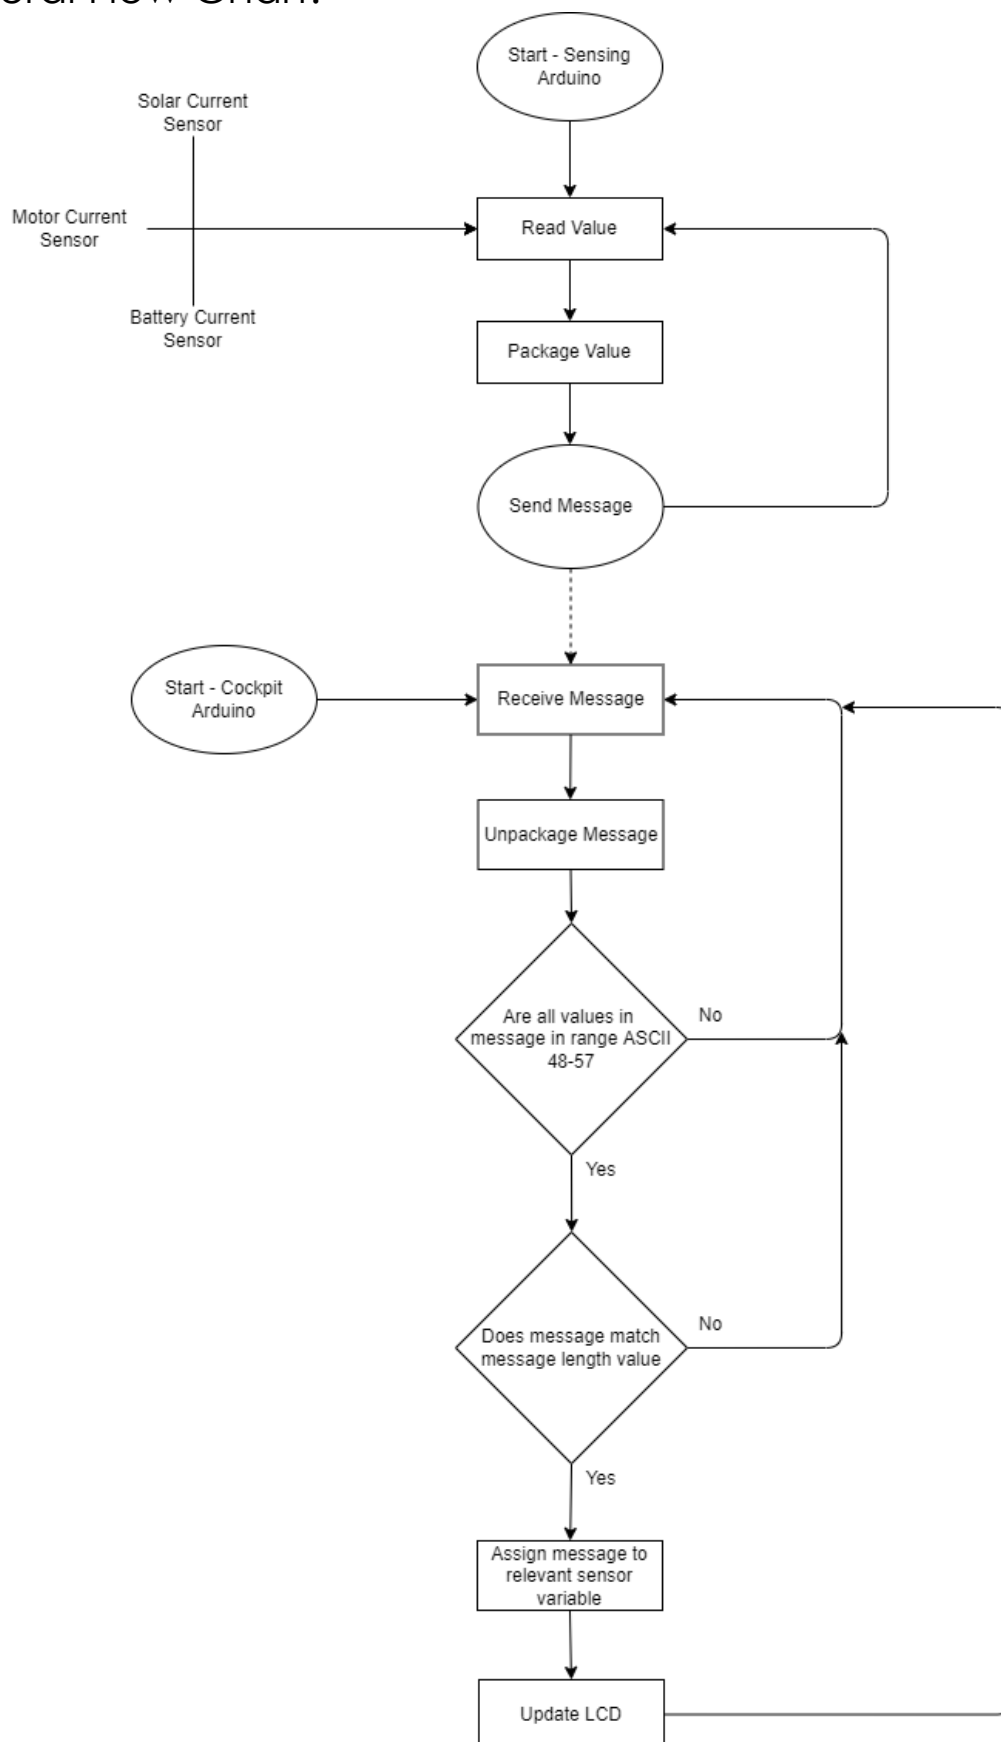 Start - Sensing
Arduino
Solar Current
Sensor
Motor Current
Sensor
Read Value
Battery Current
Sensor
Package Value
Send Message
Start - Cockpit
Arduino
Receive Message
Unpackage Message
Are all values in
message in range ASCII
48-57
No
Yes
Does message match
message length value
No
Yes
Assign message to
relevant sensor
variable
Update LCD